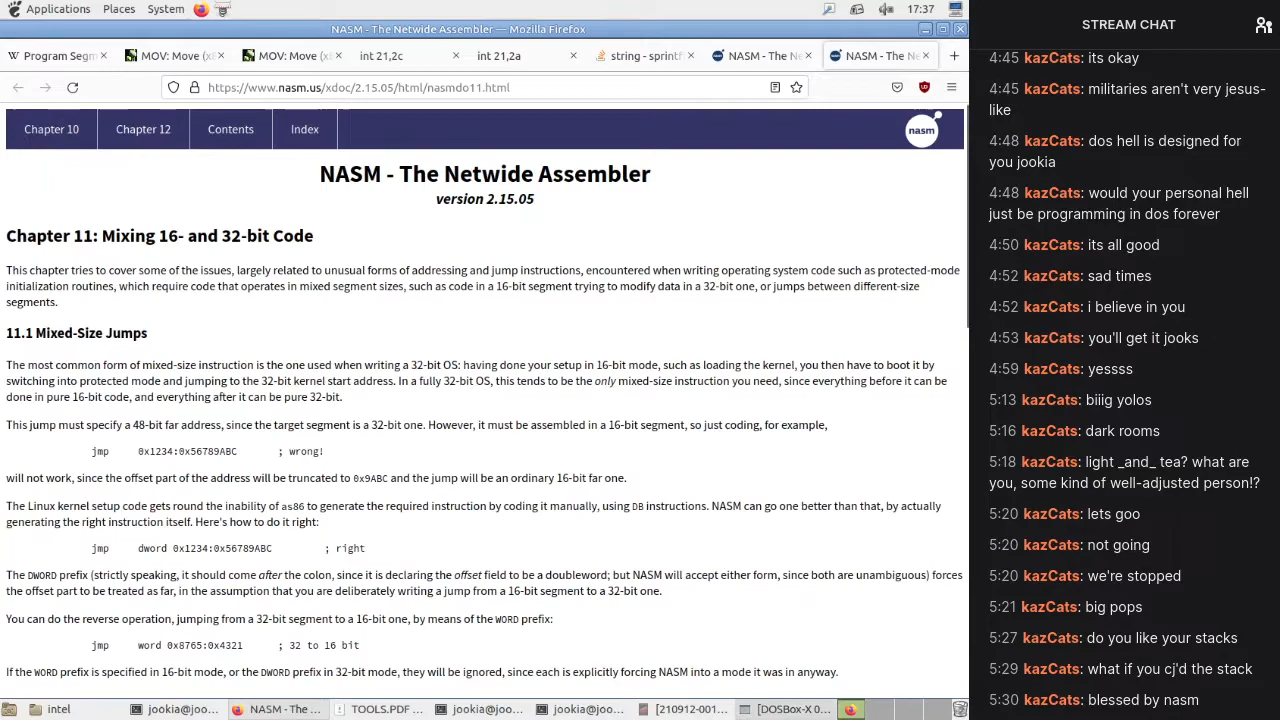 Applications Places System 17:37
NASM - The Netwide Assembler — Mozilla Firefox
Program Segm MOV: Move (x8 MOV: Move (x8 int 21,2c int 21,2a string - sprintf NASM - The Ne NASM - The Ne
https://www.nasm.us/xdoc/2.15.05/html/nasmdo11.html
Chapter 10 Chapter 12 Contents Index nasm
NASM - The Netwide Assembler
version 2.15.05
Chapter 11: Mixing 16- and 32-bit Code
This chapter tries to cover some of the issues, largely related to unusual forms of addressing and jump instructions, encountered when writing operating system code such as protected-mode
initialization routines, which require code that operates in mixed segment sizes, such as code in a 16-bit segment trying to modify data in a 32-bit one, or jumps between different-size
segments.
11.1 Mixed-Size Jumps
The most common form of mixed-size instruction is the one used when writing a 32-bit OS: having done your setup in 16-bit mode, such as loading the kernel, you then have to boot it by
switching into protected mode and jumping to the 32-bit kernel start address. In a fully 32-bit OS, this tends to be the only mixed-size instruction you need, since everything before it can be
done in pure 16-bit code, and everything after it can be pure 32-bit.
This jump must specify a 48-bit far address, since the target segment is a 32-bit one. However, it must be assembled in a 16-bit segment, so just coding, for example,
jmp 0x1234:0x56789ABC ; wrong!
will not work, since the offset part of the address will be truncated to 0x9ABC and the jump will be an ordinary 16-bit far one.
The Linux kernel setup code gets round the inability of as86 to generate the required instruction by coding it manually, using DB instructions. NASM can go one better than that, by actually
generating the right instruction itself. Here's how to do it right:
jmp dword 0x1234:0x56789ABC ; right
The DWORD prefix (strictly speaking, it should come after the colon, since it is declaring the offset field to be a doubleword; but NASM will accept either form, since both are unambiguous) forces
the offset part to be treated as far, in the assumption that you are deliberately writing a jump from a 16-bit segment to a 32-bit one.
You can do the reverse operation, jumping from a 32-bit segment to a 16-bit one, by means of the WORD prefix:
jmp word 0x8765:0x4321 ; 32 to 16 bit
If the WORD prefix is specified in 16-bit mode, or the DWORD prefix in 32-bit mode, they will be ignored, since each is explicitly forcing NASM into a mode it was in anyway.
intel jookia@joo... NASM - The ... TOOLS.PDF ... jookia@joo... jookia@joo... [210912-001... [DOSBox-X 0...
STREAM CHAT
4:45 kazCats: its okay
4:45 kazCats: militaries aren't very jesus-
like
4:48 kazCats: dos hell is designed for
you jookia
4:48 kazCats: would your personal hell
just be programming in dos forever
4:50 kazCats: its all good
4:52 kazCats: sad times
4:52 kazCats: i believe in you
4:53 kazCats: you'll get it jooks
4:59 kazCats: yessss
5:13 kazCats: biiig yolos
5:16 kazCats: dark rooms
5:18 kazCats: light _and_ tea? what are
you, some kind of well-adjusted person!?
5:20 kazCats: lets goo
5:20 kazCats: not going
5:20 kazCats: we're stopped
5:21 kazCats: big pops
5:27 kazCats: do you like your stacks
5:29 kazCats: what if you cj'd the stack
5:30 kazCats: blessed by nasm